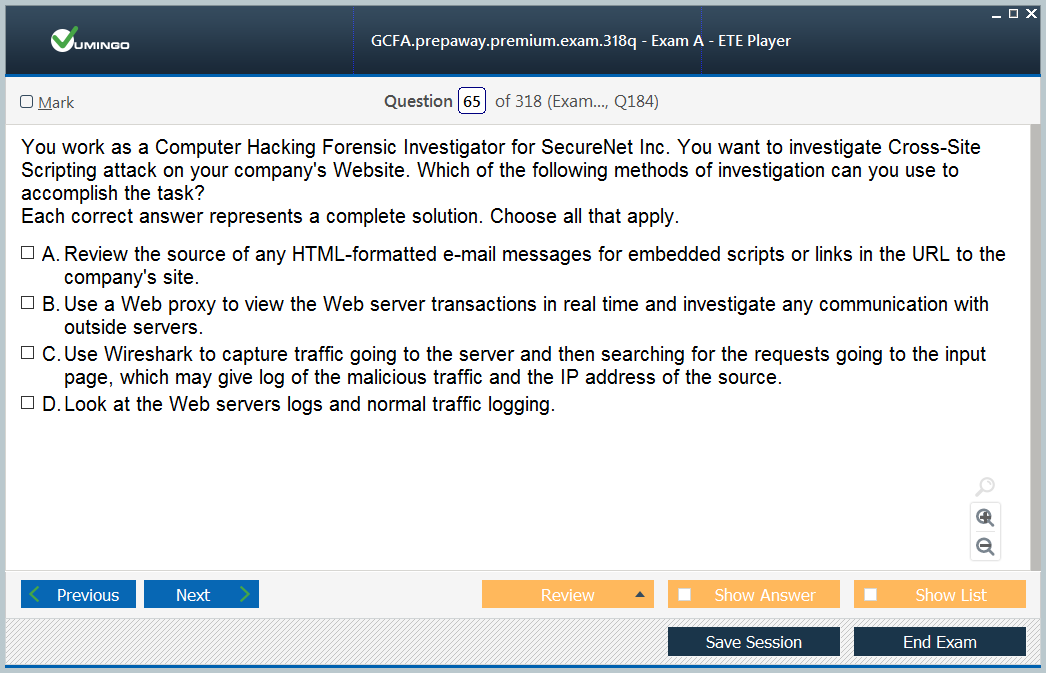 VUMINGO
GCFA.prepaway.premium.exam.318q - Exam A - ETE Player
Mark
Question 65 of 318 (Exam..., Q184)
You work as a Computer Hacking Forensic Investigator for SecureNet Inc. You want to investigate Cross-Site
Scripting attack on your company's Website. Which of the following methods of investigation can you use to
accomplish the task?
Each correct answer represents a complete solution. Choose all that apply.
A. Review the source of any HTML-formatted e-mail messages for embedded scripts or links in the URL to the
company's site.
B. Use a Web proxy to view the Web server transactions in real time and investigate any communication with
outside servers.
C. Use Wireshark to capture traffic going to the server and then searching for the requests going to the input
page, which may give log of the malicious traffic and the IP address of the source.
D. Look at the Web servers logs and normal traffic logging.
Previous Next Review Show Answer Show List
Save Session End Exam